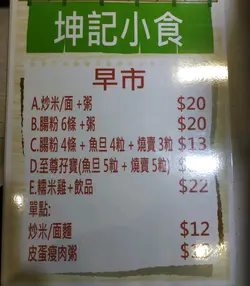 坤記小食
早市
A.炒米/面 +粥 $20
B.腸粉 6條 +粥 $20
C.腸粉 4條 + 魚旦 4粒 + 燒賣 3粒 $13
D.至尊孖寶(魚旦 5粒 + 燒賣 5粒)
E.糯米雞+飲品 $22
單點:
炒米/面麵 $12
皮蛋瘦肉粥